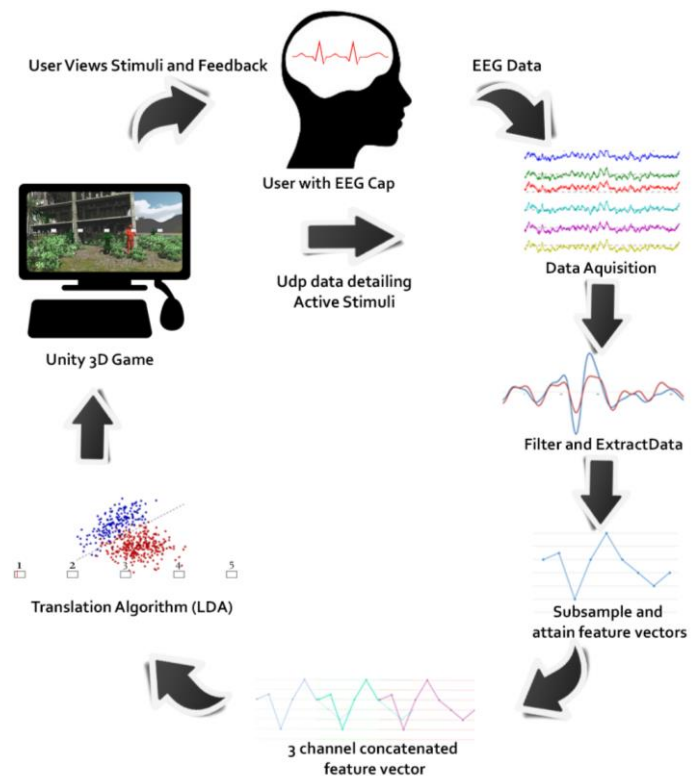 User Views Stimuli and Feedback
EEG Data
User with EEG Cap
Udp data detailing
Active Stimuli
Data Aquisition
Unity 3D Game
Filter and ExtractData
1 2 3 4 5
Translation Algorithm (LDA)
Subsample and
attain feature vectors
3 channel concatenated
feature vector